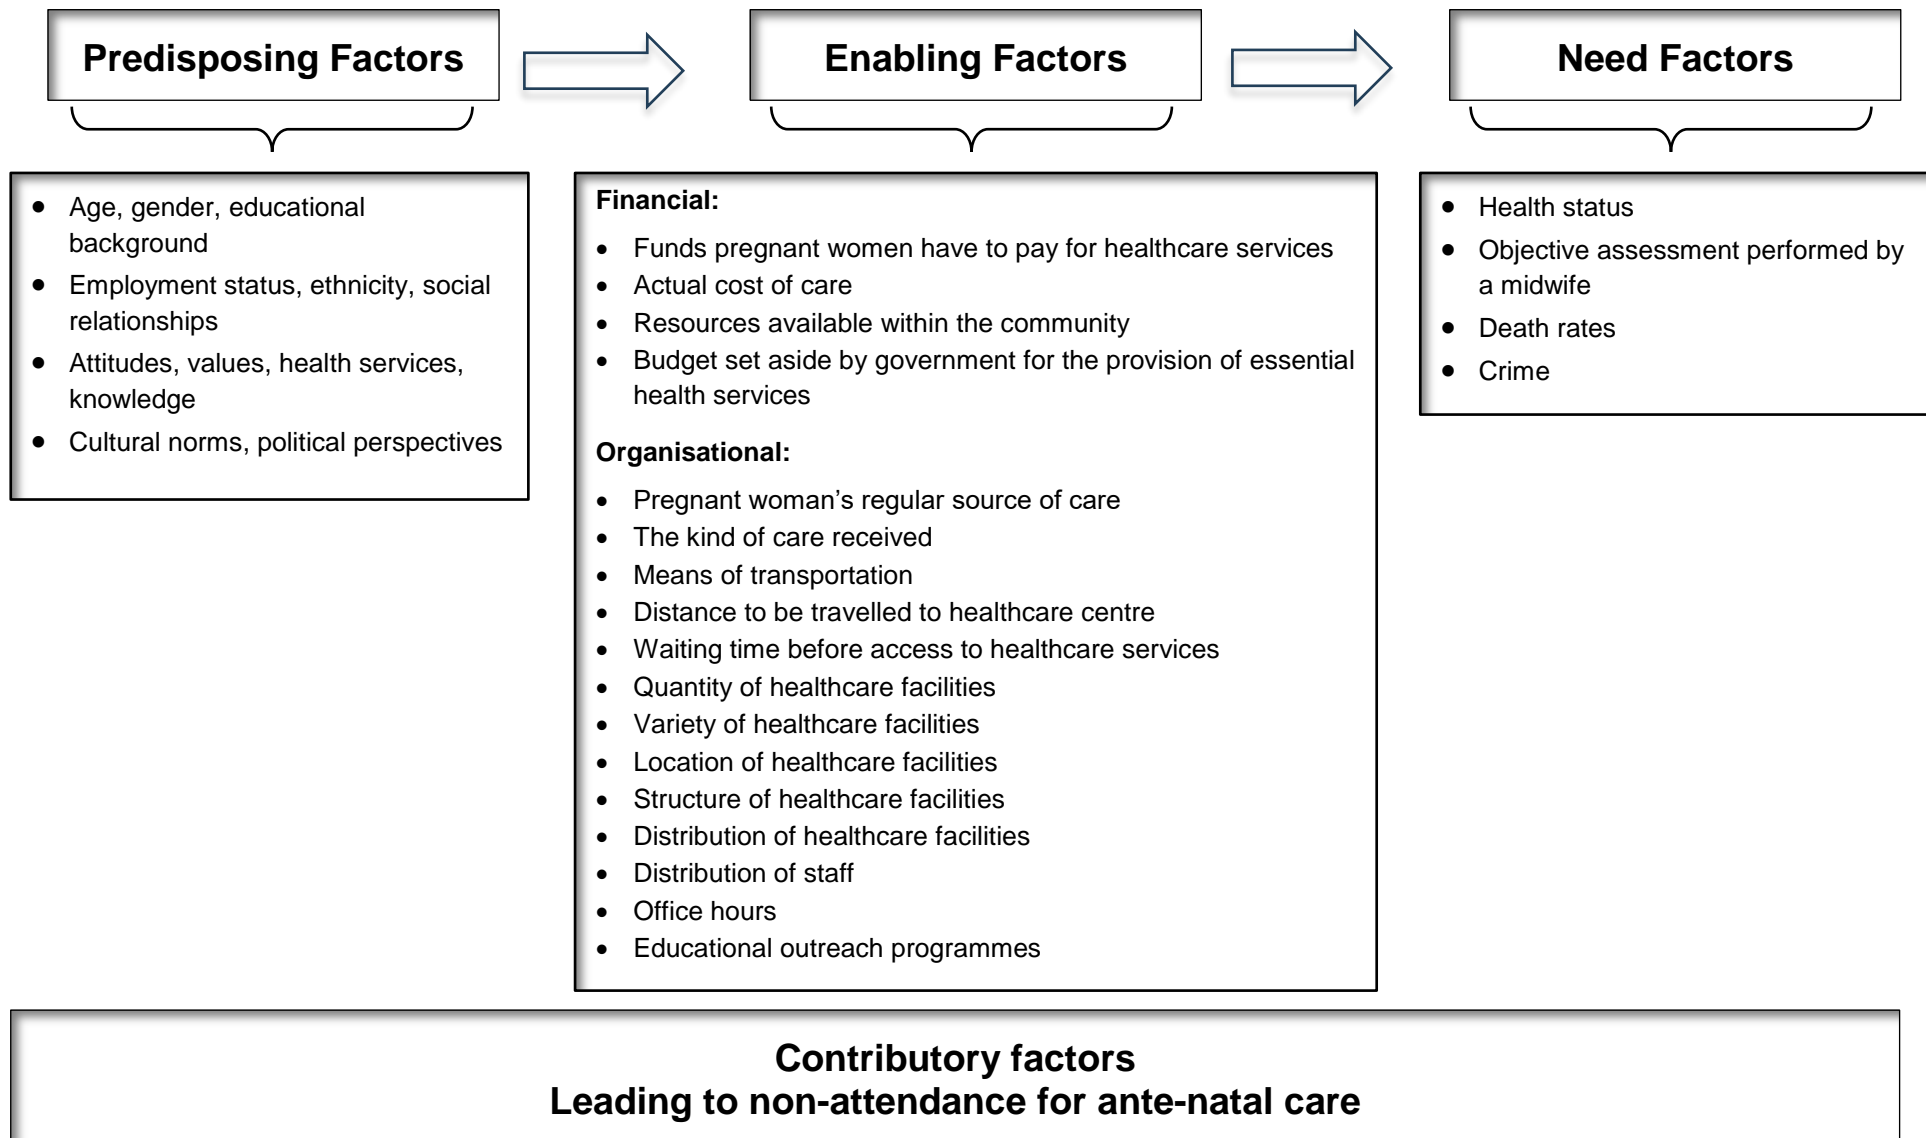 Predisposing Factors
Enabling Factors
Need Factors
• Age, gender, educational
background
• Employment status, ethnicity, social
relationships
• Attitudes, values, health services,
knowledge
• Cultural norms, political perspectives
Financial:
• Funds pregnant women have to pay for healthcare services
• Actual cost of care
• Resources available within the community
• Budget set aside by government for the provision of essential
health services
Organisational:
• Pregnant woman’s regular source of care
• The kind of care received
• Means of transportation
• Distance to be travelled to healthcare centre
• Waiting time before access to healthcare services
• Quantity of healthcare facilities
• Variety of healthcare facilities
• Location of healthcare facilities
• Structure of healthcare facilities
• Distribution of healthcare facilities
• Distribution of staff
• Office hours
• Educational outreach programmes
• Health status
• Objective assessment performed by
a midwife
• Death rates
• Crime
Contributory factors
Leading to non-attendance for ante-natal care